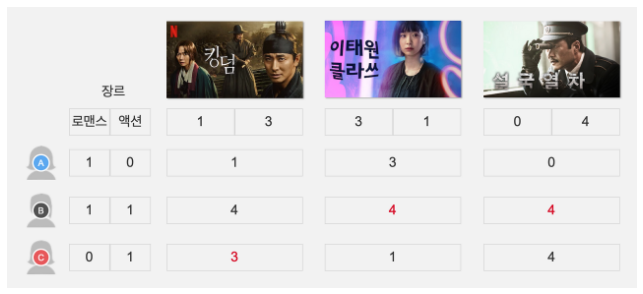 N
킹덤
이태원
클라쓰
설국열차
장르
로맨스 액션 1 3 3 1 0 4
A 1 0 1 3 0
B 1 1 4 4 4
C 0 1 3 1 4